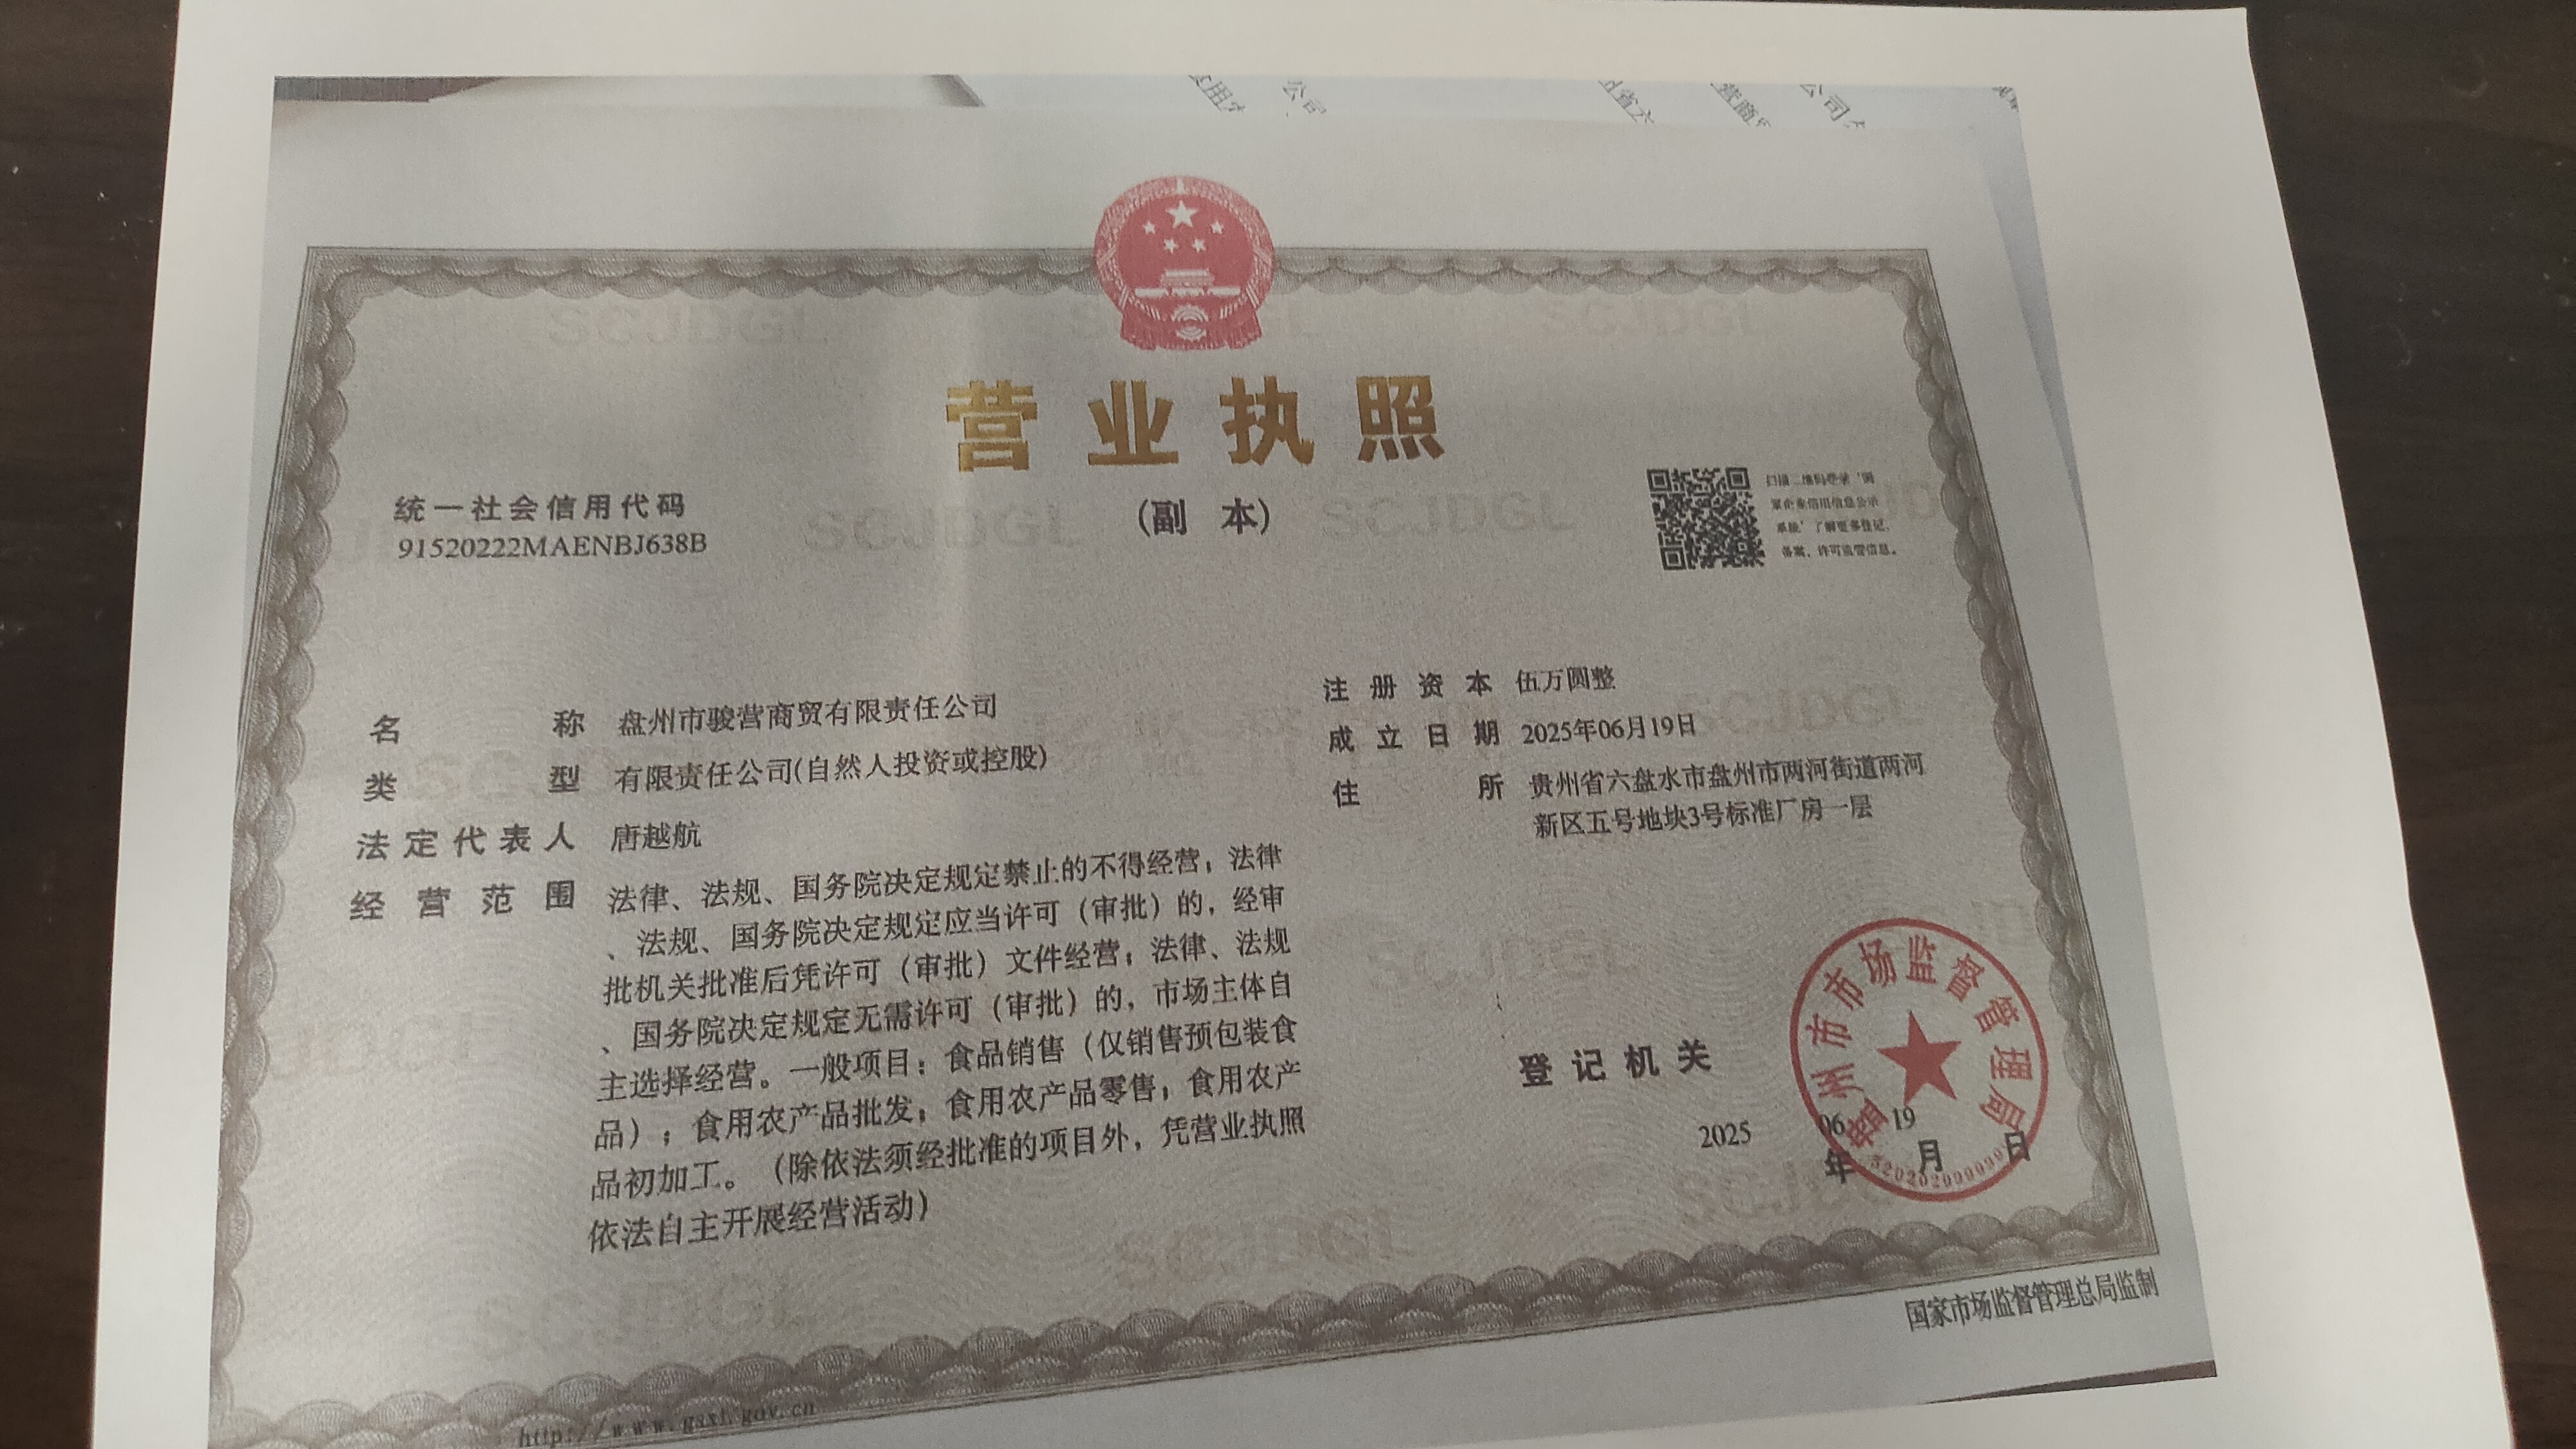 公司
营业执照
(副 本)
统一社会信用代码
91520222MAENBJ638B
扫描二维码登录‘国
家企业信用信息公示
系统’了解更多登记、
备案、许可监管信息。
名 称 盘州市骏营商贸有限责任公司
类 型 有限责任公司(自然人投资或控股)
法定代表人 唐越航
经营范围 法律、法规、国务院决定规定禁止的不得经营；法律
、法规、国务院决定规定应当许可（审批）的，经审
批机关批准后凭许可（审批）文件经营；法律、法规
、国务院决定规定无需许可（审批）的，市场主体自
主选择经营。一般项目：食品销售（仅销售预包装食
品）；食用农产品批发；食用农产品零售；食用农产
品初加工。（除依法须经批准的项目外，凭营业执照
依法自主开展经营活动）
注册资本 伍万圆整
成立日期 2025年06月19日
住 所 贵州省六盘水市盘州市两河街道两河
新区五号地块3号标准厂房一层
登记机关
盘州市市场监督管理局
2025 年 06 月 19 日
国家市场监督管理总局监制
http://www.gsxt.gov.cn
SCJDGL